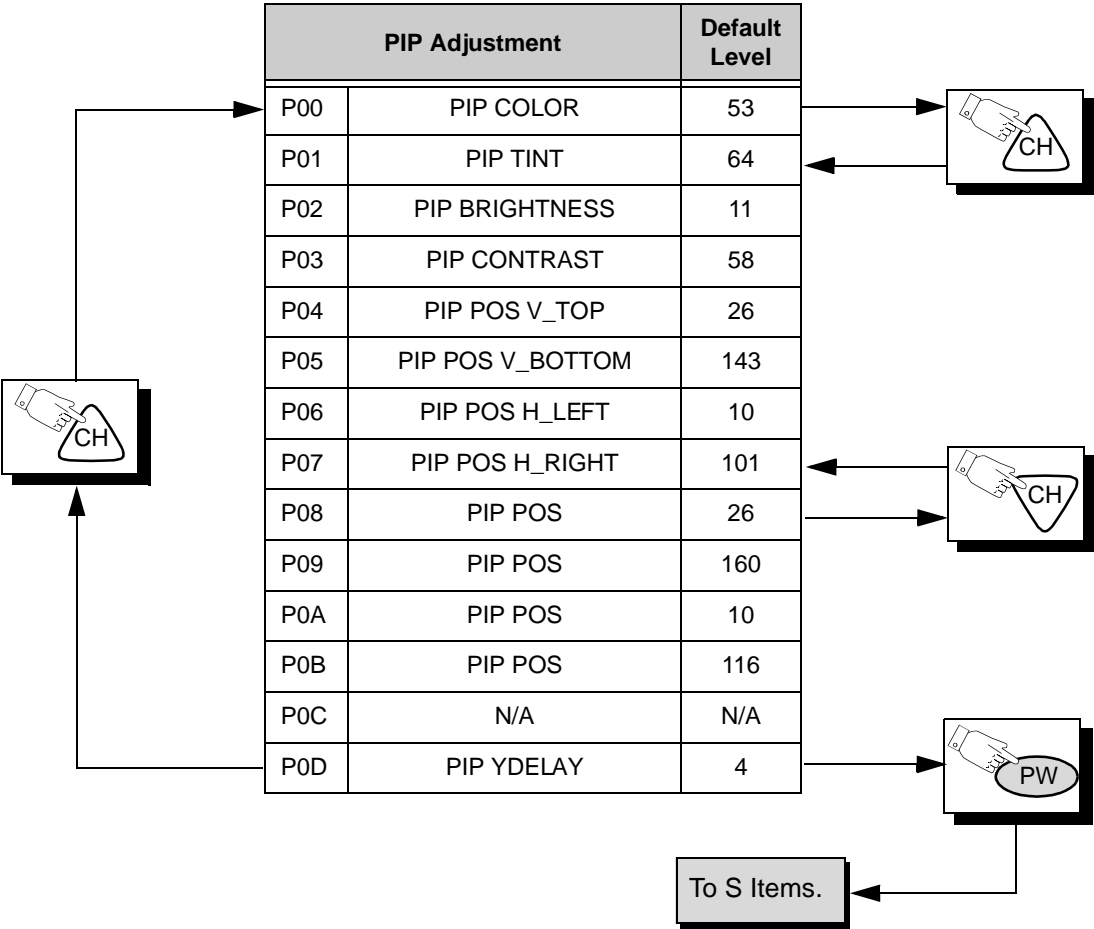 PIP Adjustment Default Level
P00 PIP COLOR 53
P01 PIP TINT 64
P02 PIP BRIGHTNESS 11
P03 PIP CONTRAST 58
P04 PIP POS V_TOP 26
P05 PIP POS V_BOTTOM 143
P06 PIP POS H_LEFT 10
P07 PIP POS H_RIGHT 101
P08 PIP POS 26
P09 PIP POS 160
P0A PIP POS 10
P0B PIP POS 116
P0C N/A N/A
P0D PIP YDELAY 4
CH
CH
CH
PW
To S Items.